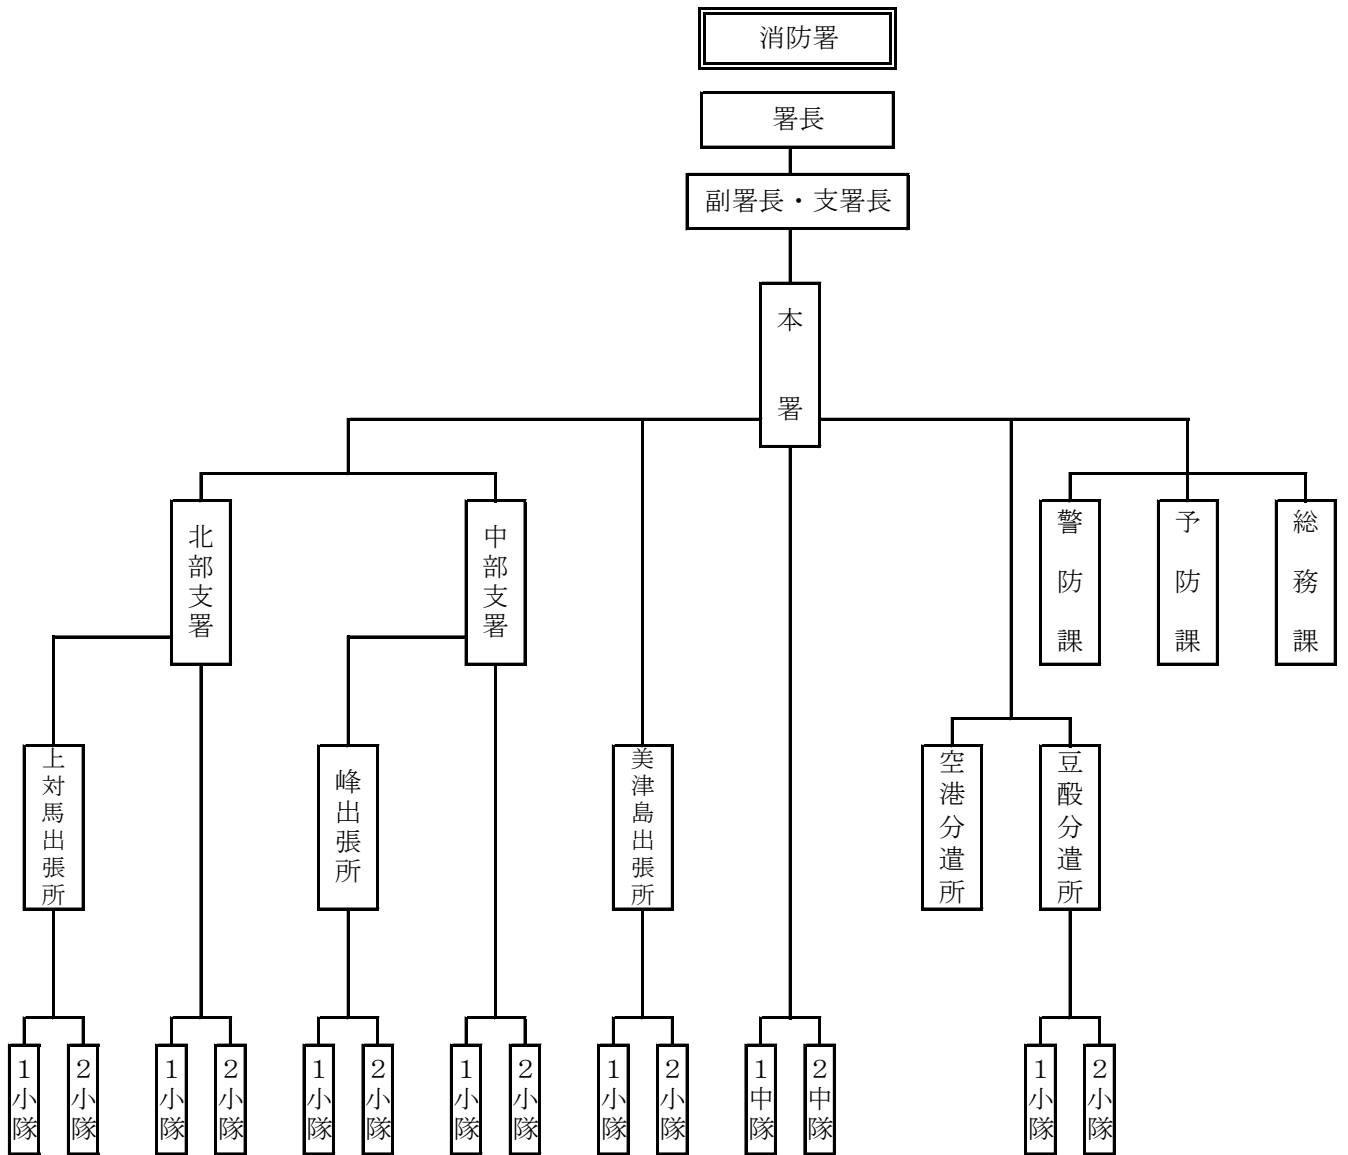 消防署
署長
副署長・支署長
本署
北部支署
中部支署
警防課
予防課
総務課
上対馬出張所
峰出張所
美津島出張所
空港分遣所
豆酘分遣所
1小隊
2小隊
1小隊
2小隊
1小隊
2小隊
1小隊
2小隊
1小隊
2小隊
1中隊
2中隊
1小隊
2小隊